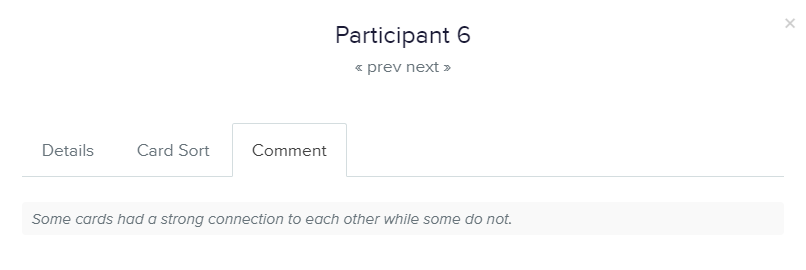 ×
Participant 6
« prev next »
Details Card Sort Comment
Some cards had a strong connection to each other while some do not.